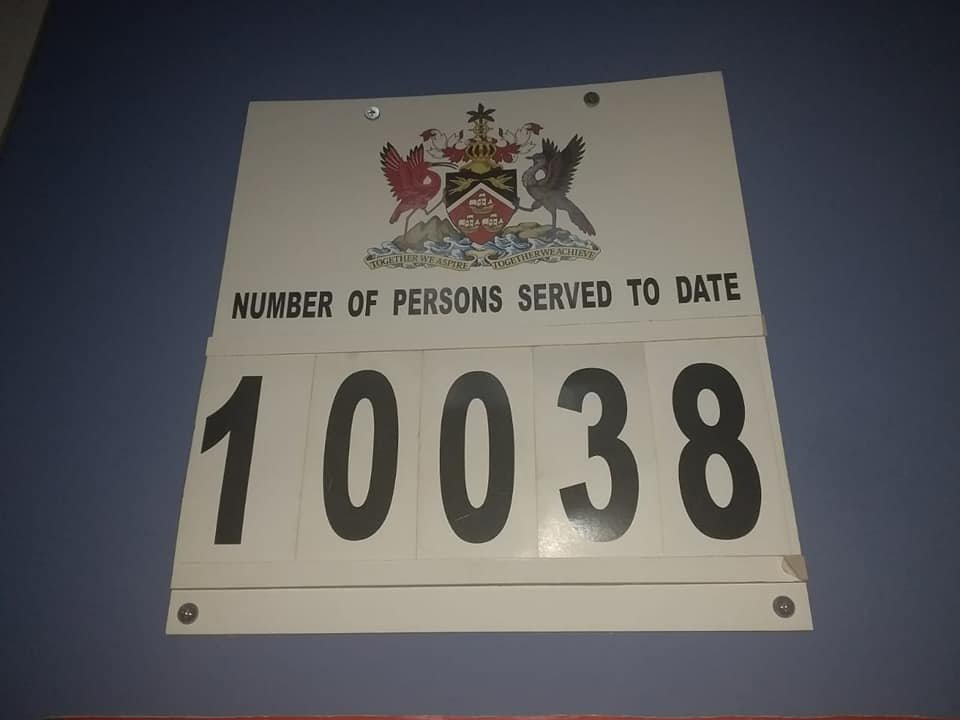 TOGETHER WE ASPIRE TOGETHER WE ACHIEVE
NUMBER OF PERSONS SERVED TO DATE
10038